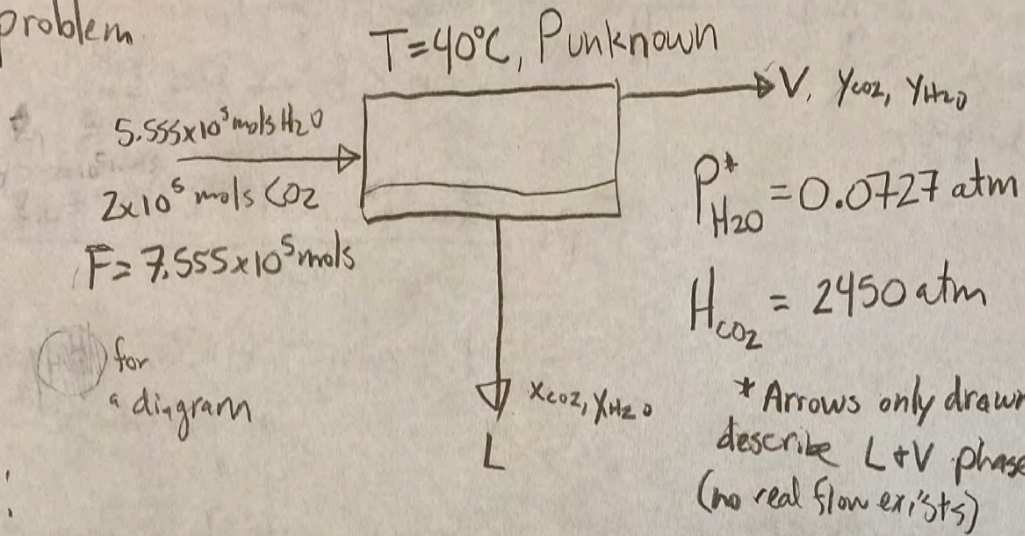 problem
T=40°C, P unknown
5.555x10⁵ mols H₂O
2x10⁵ mols CO₂
F= 7.555x10⁵ mols
V, yCO2, yH2O
P*H2O = 0.0727 atm
HCO2 = 2450 atm
for
a diagram
xCO2, xH2O
L
* Arrows only drawn
describe L+V phase
(no real flow exists)